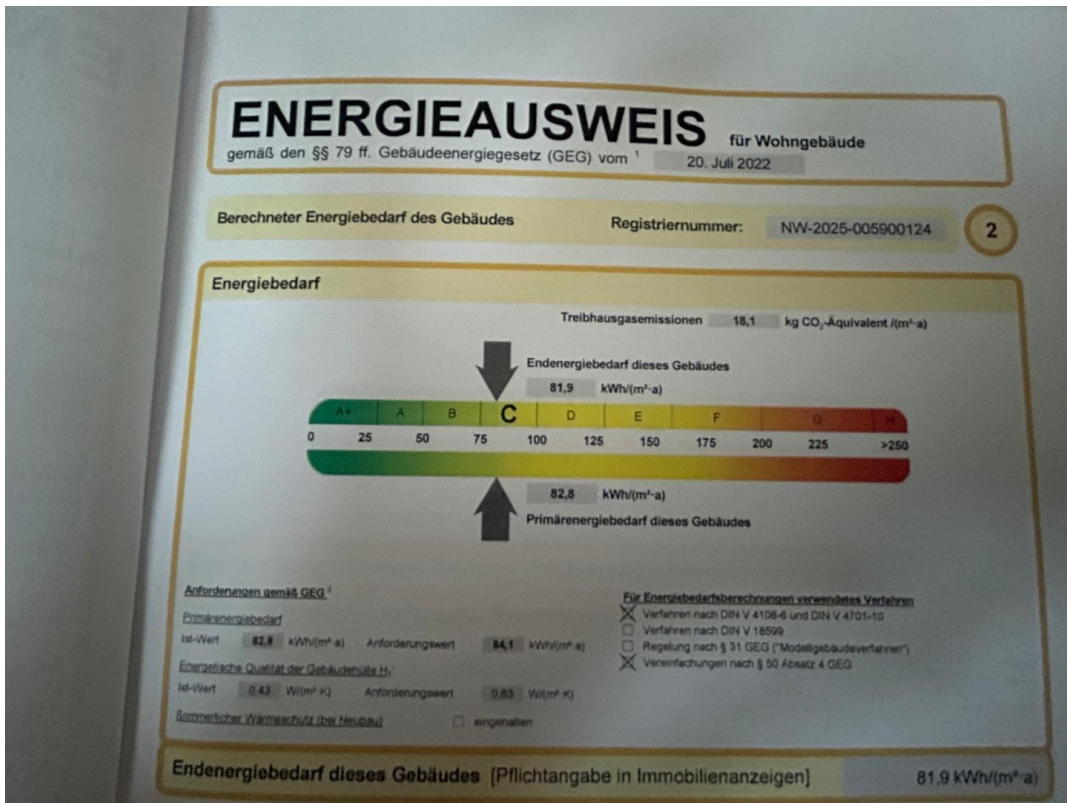 ENERGIEAUSWEIS für Wohngebäude
gemäß den §§ 79 ff. Gebäudeenergiegesetz (GEG) vom ¹ 20. Juli 2022
Berechneter Energiebedarf des Gebäudes Registriernummer: NW-2025-005900124 2
Energiebedarf
Treibhausgasemissionen 18,1 kg CO₂-Äquivalent /(m²·a)
Endenergiebedarf dieses Gebäudes
81,9 kWh/(m²·a)
A+ A B C D E F G H
0 25 50 75 100 125 150 175 200 225 >250
82,8 kWh/(m²·a)
Primärenergiebedarf dieses Gebäudes
Anforderungen gemäß GEG ²
Primärenergiebedarf
Ist-Wert 82,8 kWh/(m²·a) Anforderungswert 84,1 kWh/(m²·a)
Energetische Qualität der Gebäudehülle H
Ist-Wert 0,43 W/(m²·K) Anforderungswert 0,63 W/(m²·K)
Sommerlicher Wärmeschutz (bei Neubau) eingehalten
Für Energiebedarfsberechnungen verwendetes Verfahren
Verfahren nach DIN V 4108-6 und DIN V 4701-10
Verfahren nach DIN V 18599
Regelung nach § 31 GEG ("Modellgebäudeverfahren")
Vereinfachungen nach § 50 Absatz 4 GEG
Endenergiebedarf dieses Gebäudes [Pflichtangabe in Immobilienanzeigen] 81,9 kWh/(m²·a)